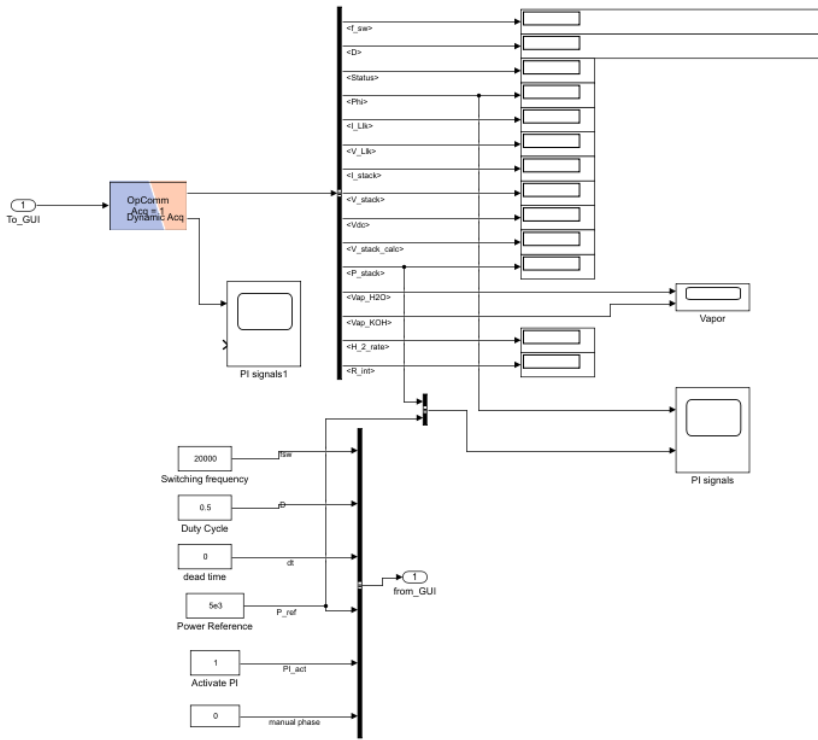 <f_sw>
<D>
<Status>
<Phi>
<I_Llk>
<V_Llk>
<I_stack>
<V_stack>
<Vdc>
<V_stack_calc>
<P_stack>
<Vap_H2O>
<Vap_KOH>
<H_2_rate>
<R_int>
1
To_GUI
OpComm
Acq = 1
Dynamic Acq
PI signals1
Vapor
PI signals
20000
fsw
Switching frequency
0.5
D
Duty Cycle
0
dt
dead time
5e3
P_ref
Power Reference
1
PI_act
Activate PI
0
manual phase
1
from_GUI